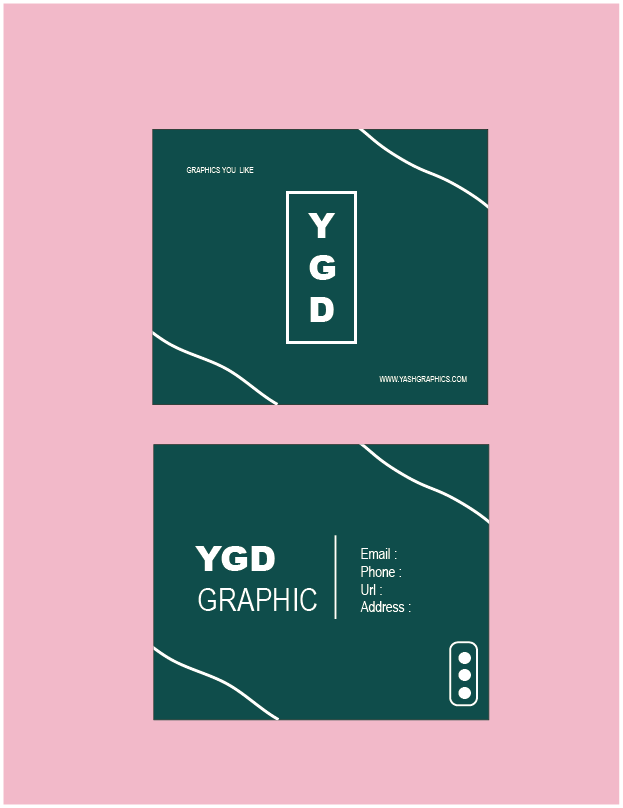 GRAPHICS YOU LIKE
Y
G
D
WWW.YASHGRAPHICS.COM
YGD
GRAPHIC
Email :
Phone :
Url :
Address :